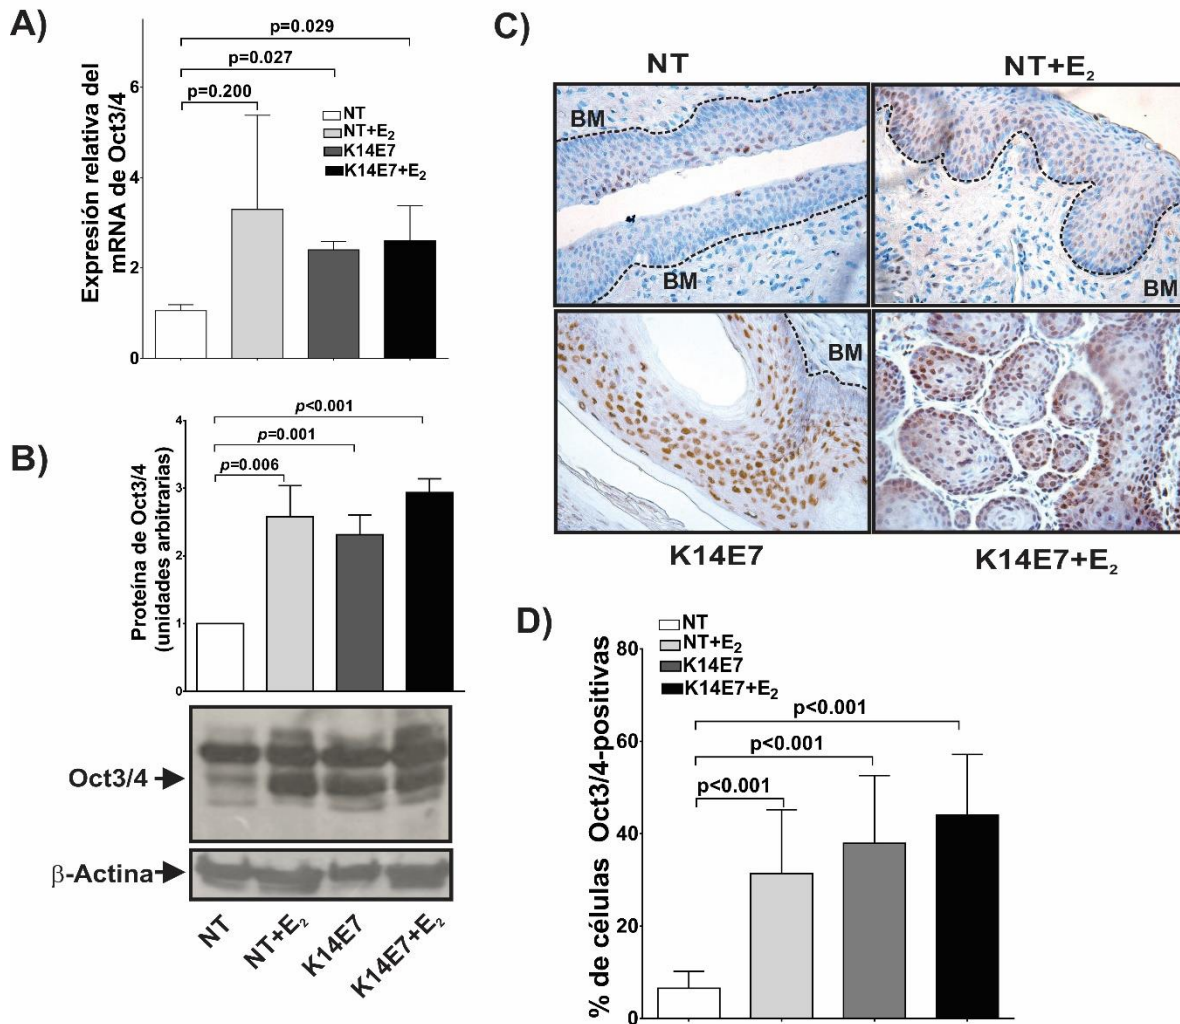 A)
Expresión relativa del
mRNA de Oct3/4
p=0.029
p=0.027
p=0.200
NT
NT+E₂
K14E7
K14E7+E₂
6
4
2
0
B)
Proteína de Oct3/4
(unidades arbitrarias)
p<0.001
p=0.001
p=0.006
4
3
2
1
0
Oct3/4
β-Actina
NT
NT+E₂
K14E7
K14E7+E₂
C)
NT
NT+E₂
BM
BM
BM
BM
K14E7
K14E7+E₂
D)
NT
NT+E₂
K14E7
K14E7+E₂
% de células Oct3/4-positivas
80
60
40
20
0
p<0.001
p<0.001
p<0.001